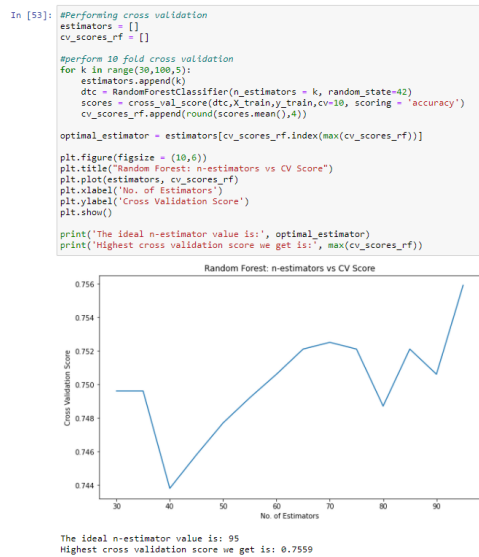 In [53]: #Performing cross validation
estimators = []
cv_scores_rf = []
#perform 10 fold cross validation
for k in range(30,100,5):
    estimators.append(k)
    dtc = RandomForestClassifier(n_estimators = k, random_state=42)
    scores = cross_val_score(dtc,X_train,y_train,cv=10, scoring = 'accuracy')
    cv_scores_rf.append(round(scores.mean(),4))
optimal_estimator = estimators[cv_scores_rf.index(max(cv_scores_rf))]
plt.figure(figsize = (10,6))
plt.title("Random Forest: n-estimators vs CV Score")
plt.plot(estimators, cv_scores_rf)
plt.xlabel('No. of Estimators')
plt.ylabel('Cross Validation Score')
plt.show()
print('The ideal n-estimator value is:', optimal_estimator)
print('Highest cross validation score we get is:', max(cv_scores_rf))
Random Forest: n-estimators vs CV Score
0.756
0.754
0.752
0.750
0.748
0.746
0.744
Cross Validation Score
30 40 50 60 70 80 90
No. of Estimators
The ideal n-estimator value is: 95
Highest cross validation score we get is: 0.7559